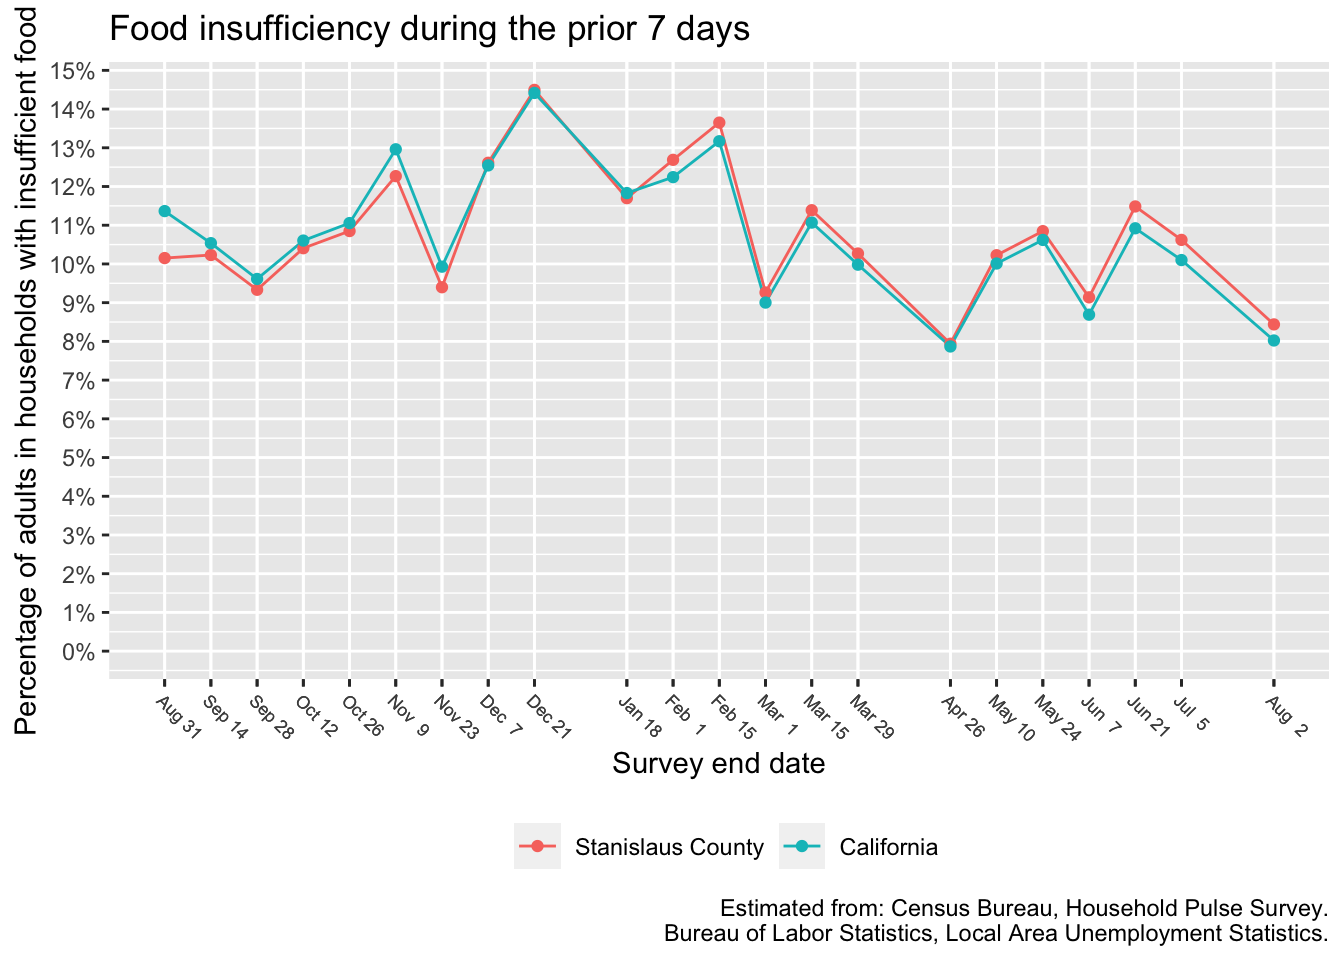 Food insufficiency during the prior 7 days
Percentage of adults in households with insufficient food
15%
14%
13%
12%
11%
10%
9%
8%
7%
6%
5%
4%
3%
2%
1%
0%
Aug 31
Sep 14
Sep 28
Oct 12
Oct 26
Nov 9
Nov 23
Dec 7
Dec 21
Jan 18
Feb 1
Feb 15
Mar 1
Mar 15
Mar 29
Apr 26
May 10
May 24
Jun 7
Jun 21
Jul 5
Aug 2
Survey end date
Stanislaus County
California
Estimated from: Census Bureau, Household Pulse Survey.
Bureau of Labor Statistics, Local Area Unemployment Statistics.